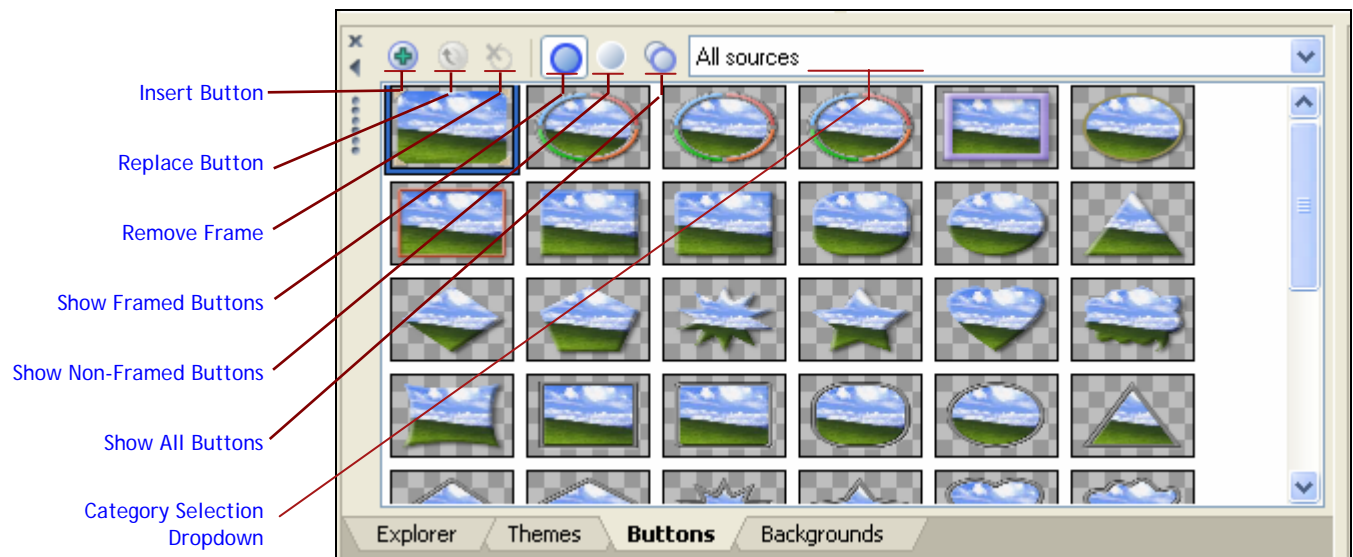 All sources
Insert Button
Replace Button
Remove Frame
Show Framed Buttons
Show Non-Framed Buttons
Show All Buttons
Category Selection
Dropdown
Explorer
Themes
Buttons
Backgrounds